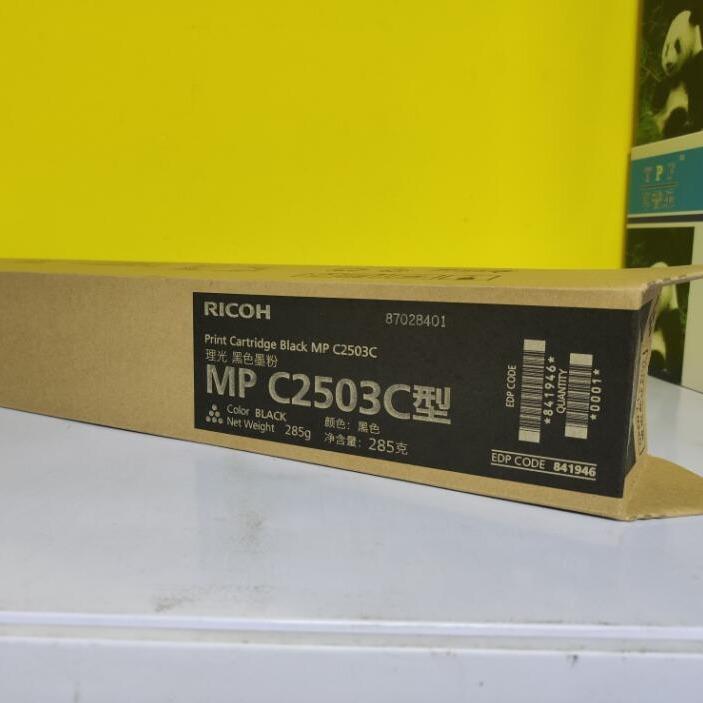 TPF
RICOH
87028401
Print Cartridge Black MP C2503C
理光 黑色墨粉
MP C2503C型
Color BLACK 颜色: 黑色
Net Weight 285g 净含量: 285克
EDP CODE
*841946*
QUANTITY
*0001*
EDP CODE 841946